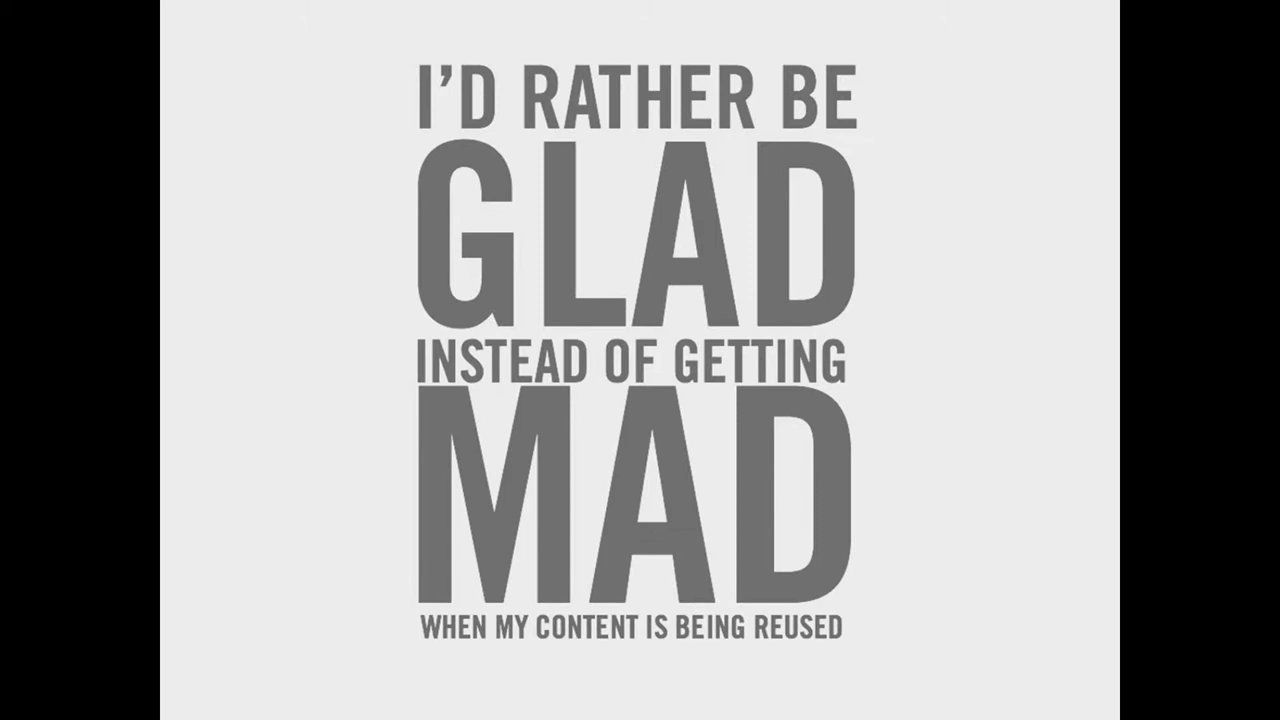 I'D RATHER BE
GLAD
INSTEAD OF GETTING
MAD
WHEN MY CONTENT IS BEING REUSED